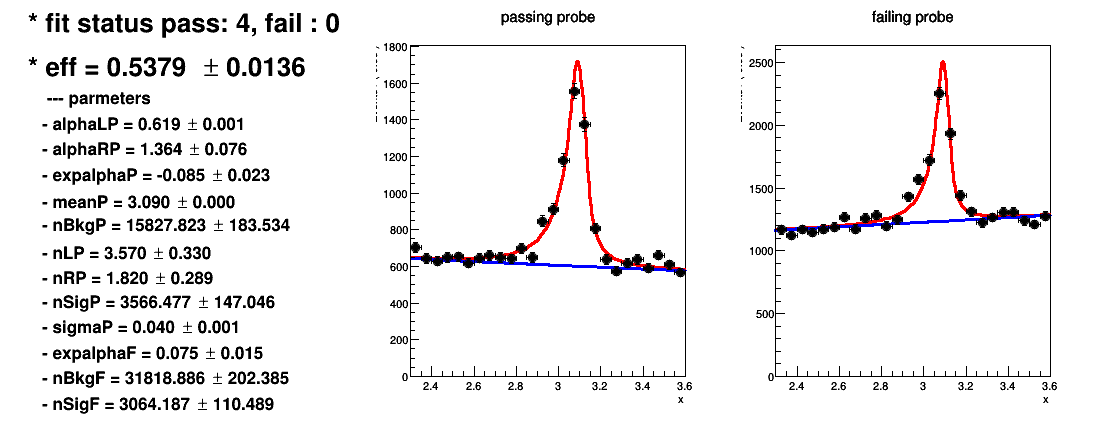 * fit status pass: 4, fail : 0
* eff = 0.5379 ± 0.0136
--- parmeters
- alphaLP = 0.619 ± 0.001
- alphaRP = 1.364 ± 0.076
- expalphaP = -0.085 ± 0.023
- meanP = 3.090 ± 0.000
- nBkgP = 15827.823 ± 183.534
- nLP = 3.570 ± 0.330
- nRP = 1.820 ± 0.289
- nSigP = 3566.477 ± 147.046
- sigmaP = 0.040 ± 0.001
- expalphaF = 0.075 ± 0.015
- nBkgF = 31818.886 ± 202.385
- nSigF = 3064.187 ± 110.489
passing probe
1800
1600
1400
1200
1000
800
600
400
200
0
2.4 2.6 2.8 3 3.2 3.4 3.6
x
failing probe
2500
2000
1500
1000
500
0
2.4 2.6 2.8 3 3.2 3.4 3.6
x